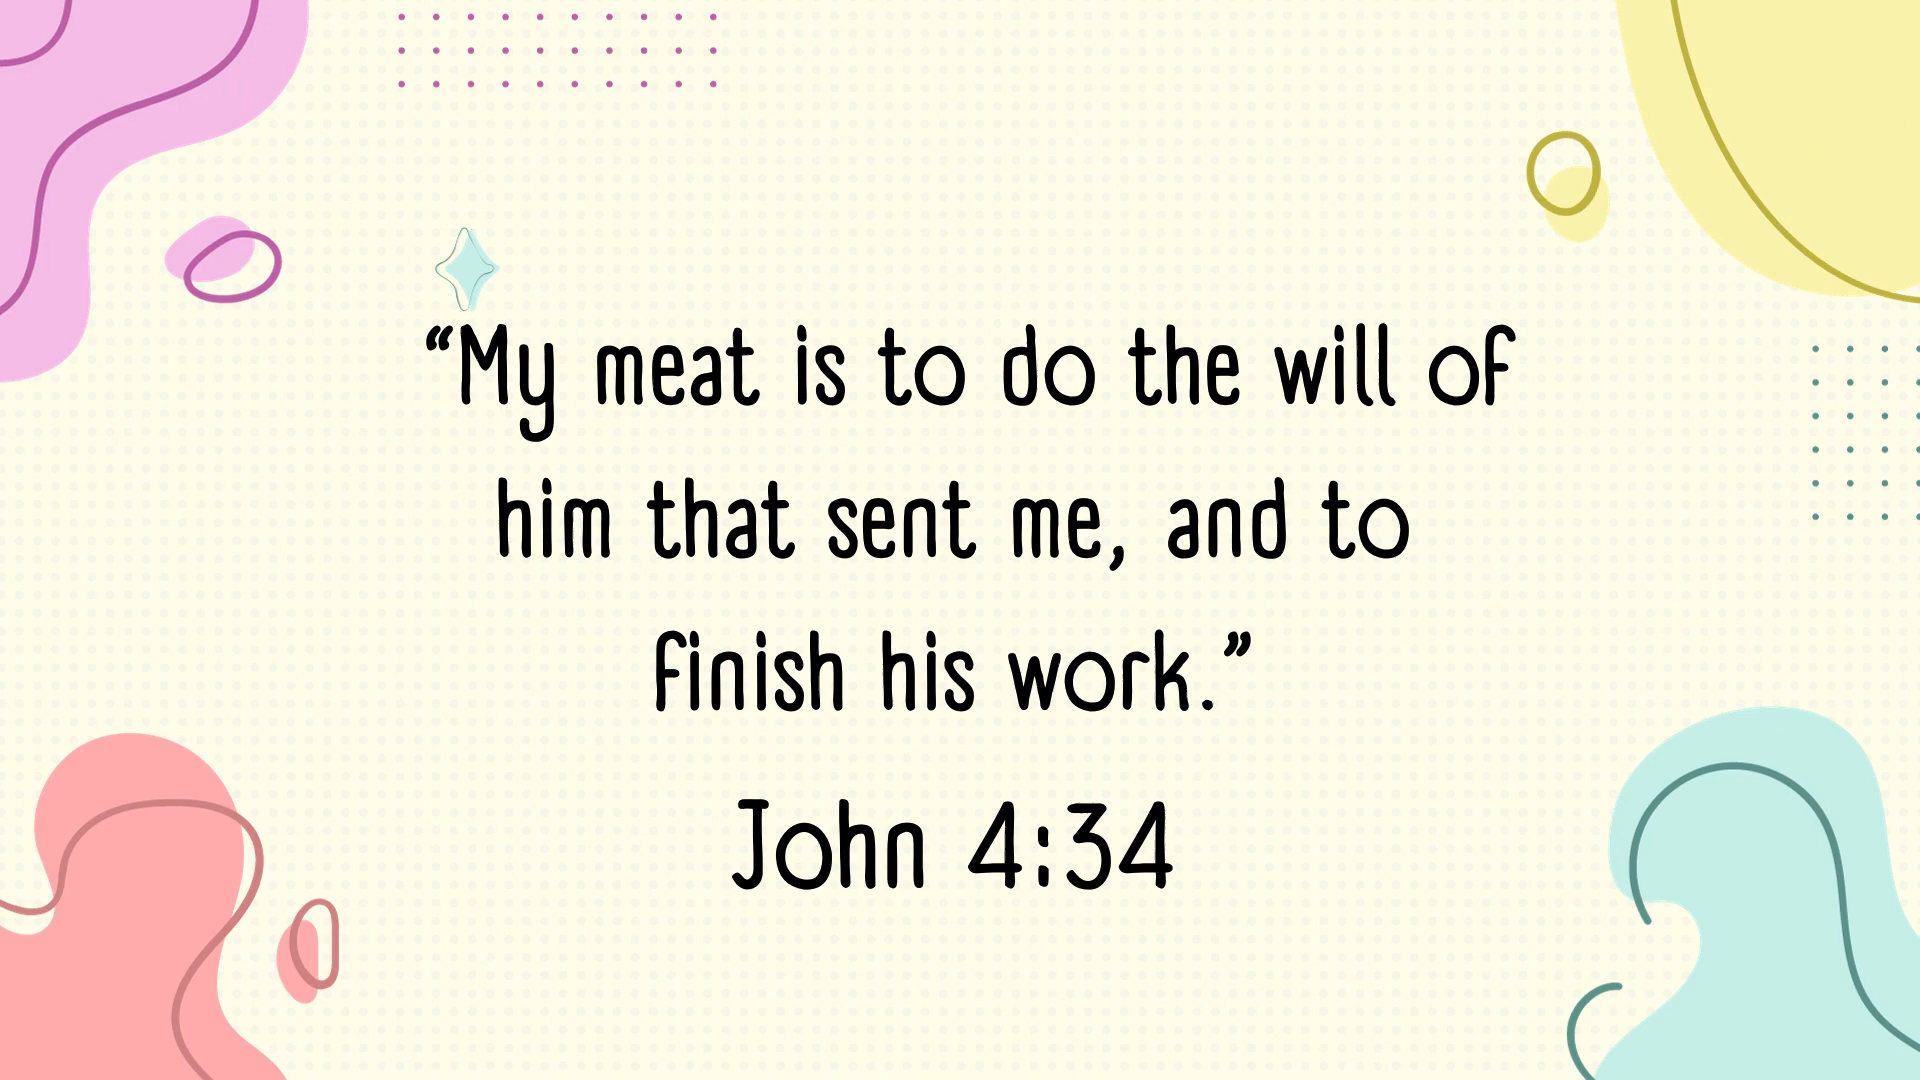 “My meat is to do the will of
him that sent me, and to
finish his work.”
John 4:34